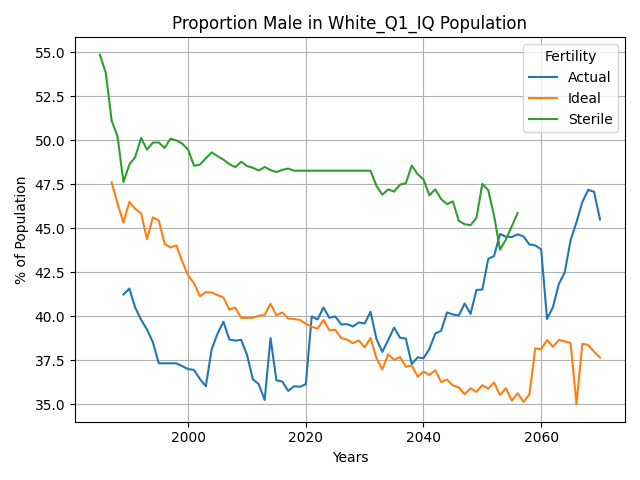 Proportion Male in White_Q1_IQ Population
% of Population
55.0
52.5
50.0
47.5
45.0
42.5
40.0
37.5
35.0
Fertility
Actual
Ideal
Sterile
2000
2020
2040
2060
Years